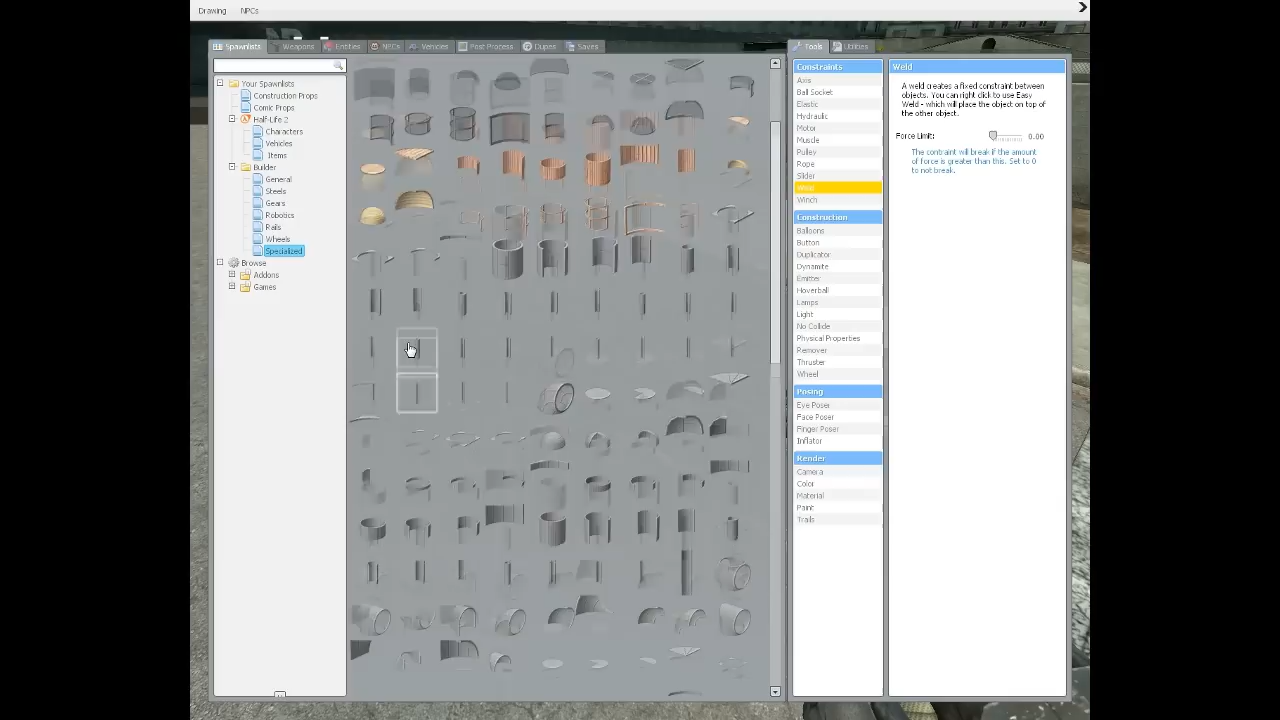 Drawing NPCs
Spawnlists Weapons Entities NPCs Vehicles Post Process Dupes Saves
Your Spawnlists
Construction Props
Comic Props
Half-Life 2
Characters
Vehicles
Items
Builder
General
Steels
Gears
Robotics
Rails
Wheels
Specialized
Browse
Addons
Games
Tools Utilities
Constraints
Axis
Ball Socket
Elastic
Hydraulic
Motor
Muscle
Pulley
Rope
Slider
Weld
Winch
Construction
Balloons
Button
Duplicator
Dynamite
Emitter
Hoverball
Lamps
Light
No Collide
Physical Properties
Remover
Thruster
Wheel
Posing
Eye Poser
Face Poser
Finger Poser
Inflator
Render
Camera
Color
Material
Paint
Trails
Weld
A weld creates a fixed constraint between
objects. You can right click to use Easy
Weld - which will place the object on top of
the other object.
Force Limit: 0.00
The contraint will break if the amount
of force is greater than this. Set to 0
to not break.